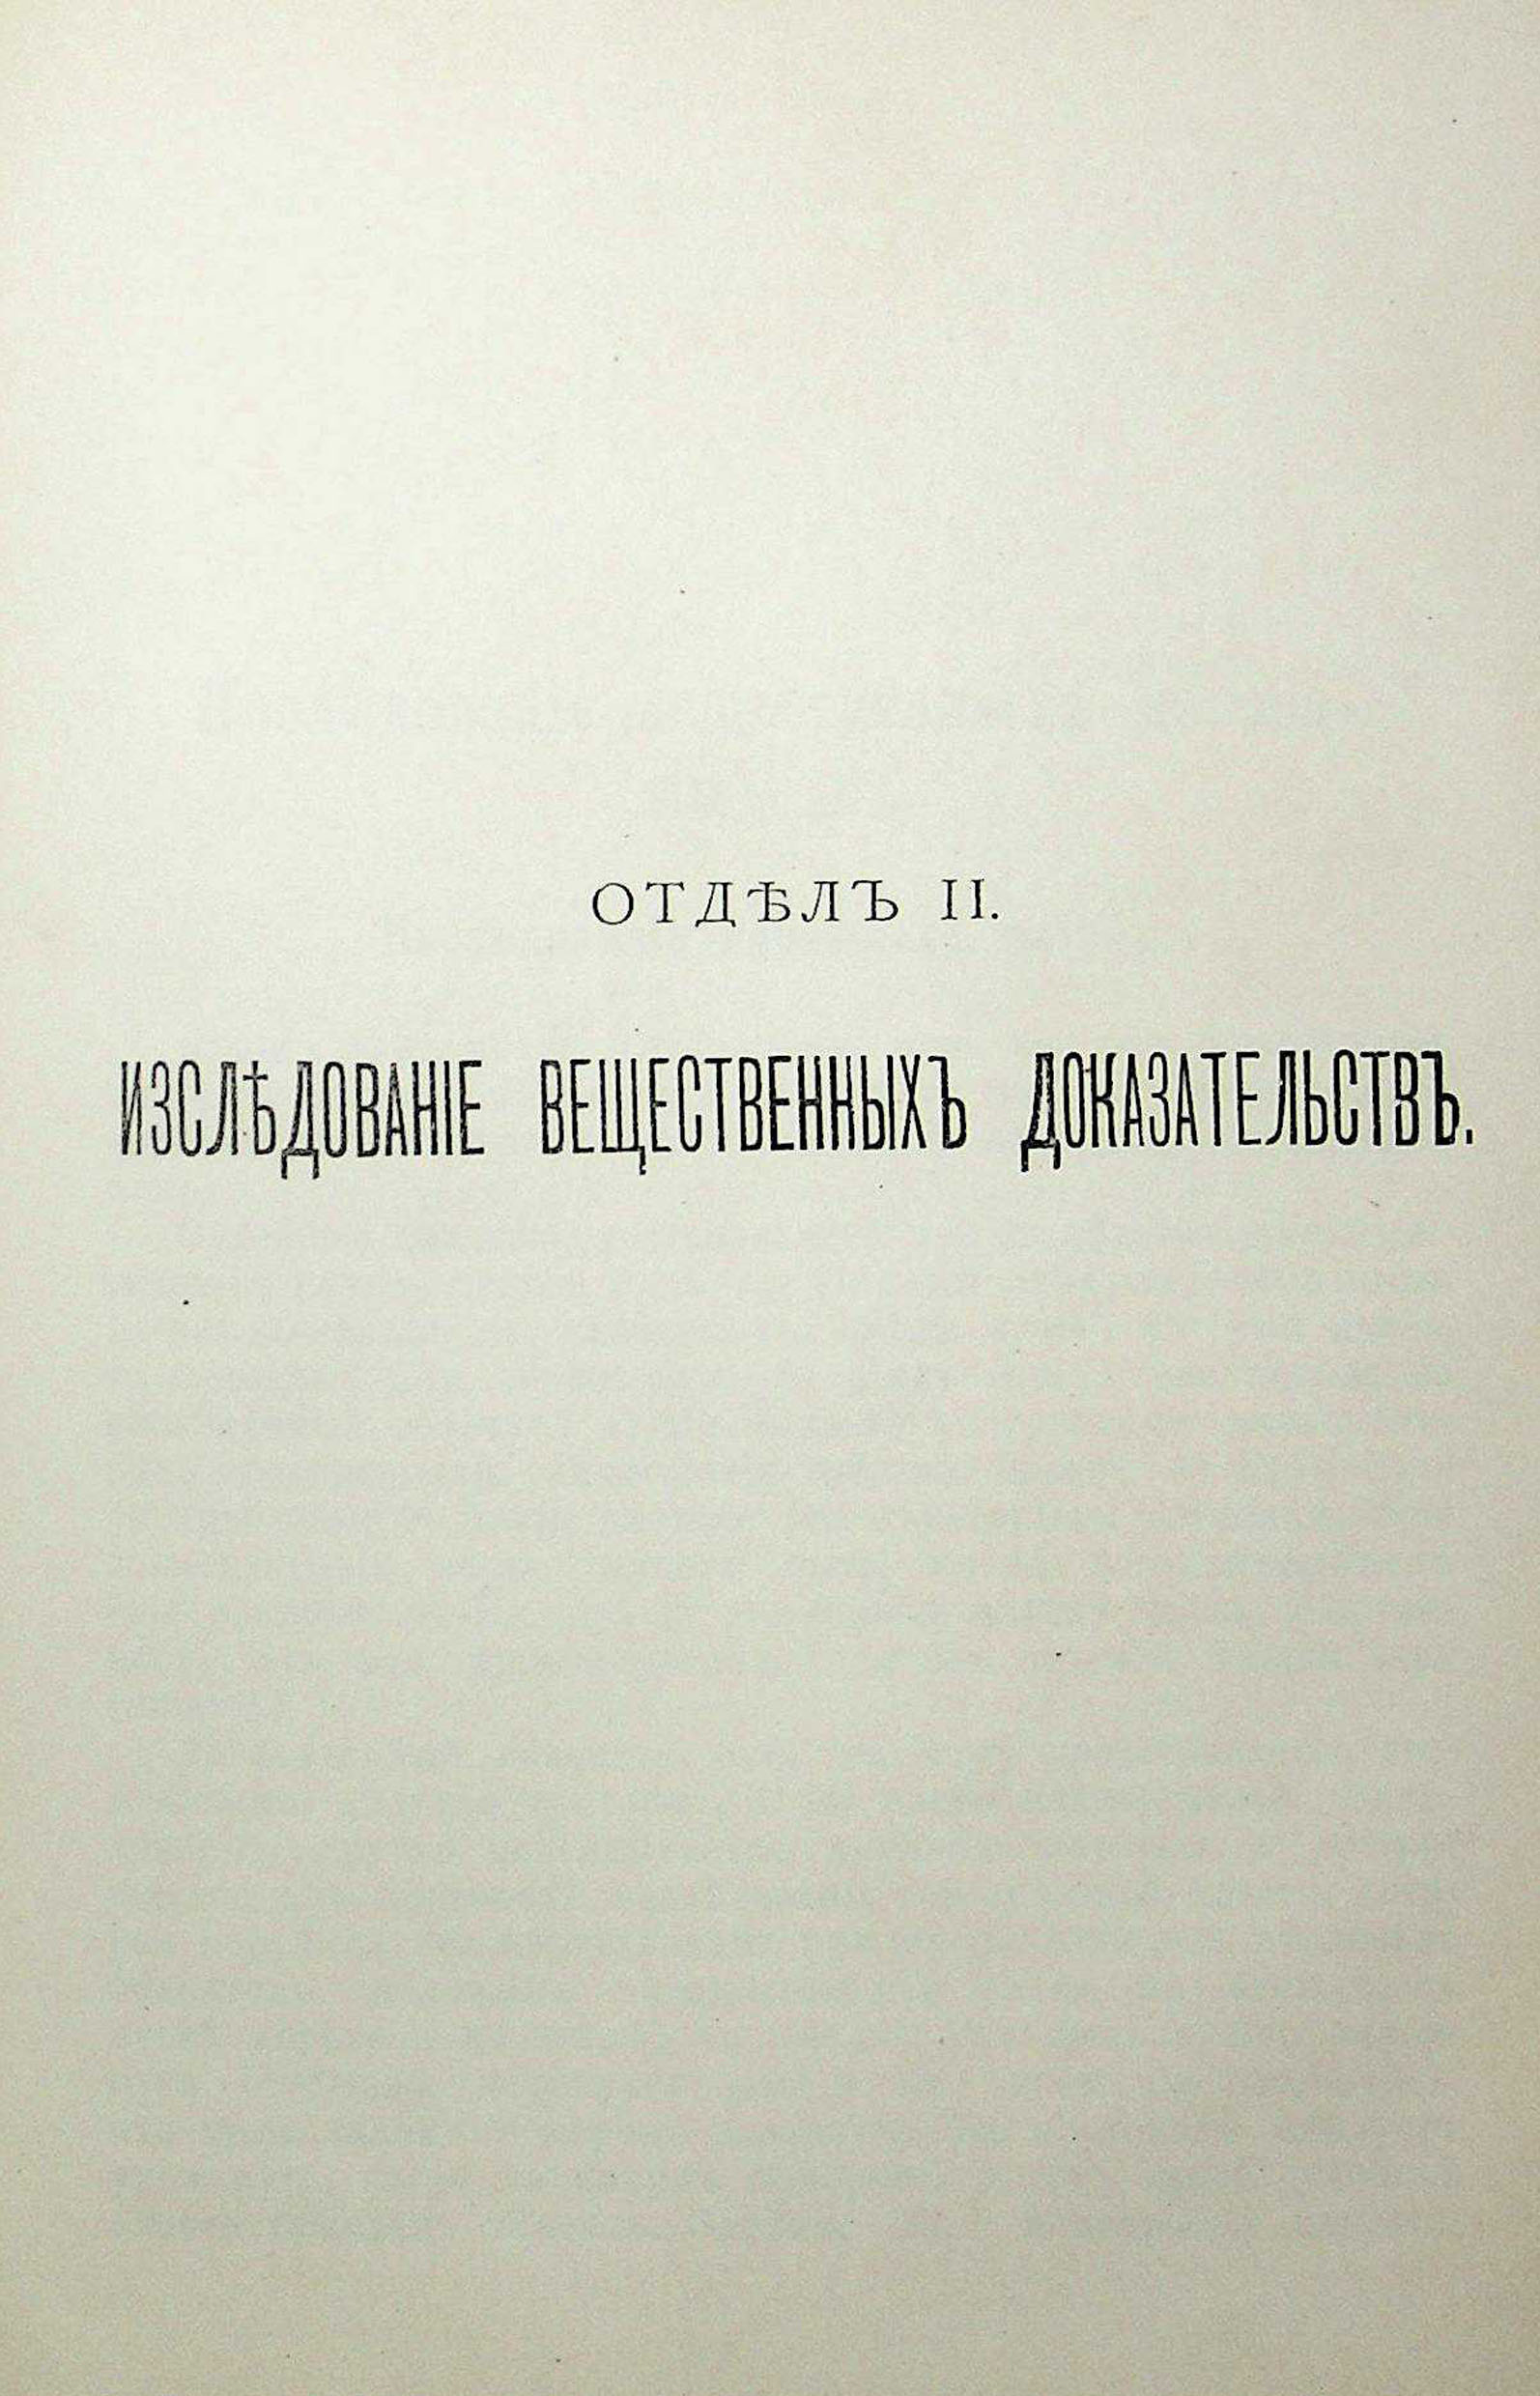 ОТДѢЛЪ II.
ИЗСЛѢДОВАНІЕ ВЕЩЕСТВЕННЫХЪ ДОКАЗАТЕЛЬСТВЪ.